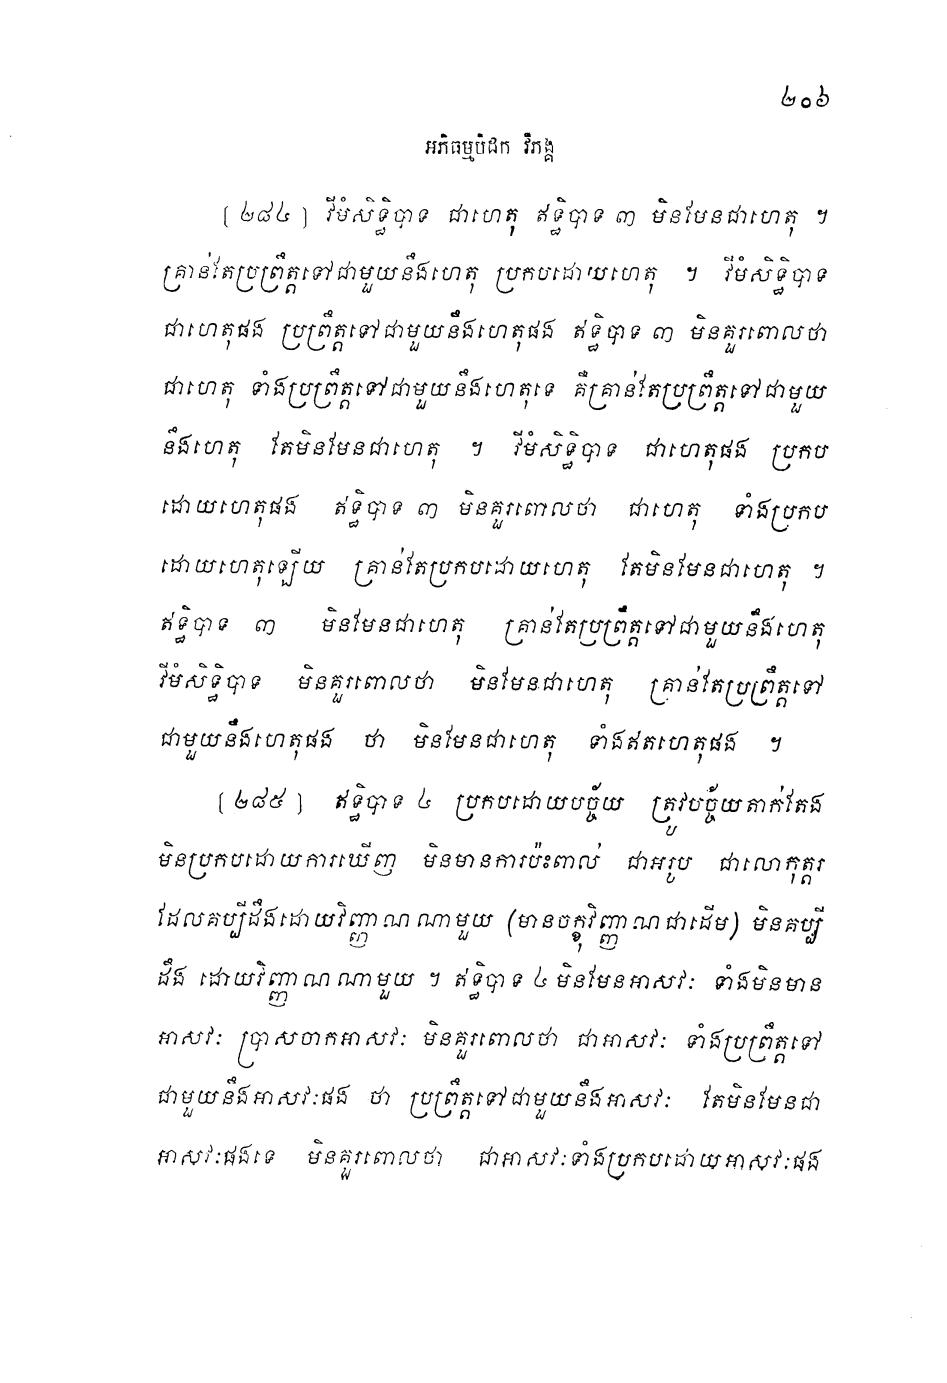 ២០៦
អភិធម្មបិដក វិភង្គ
[២៨៤] វីមំសិទ្ធិបាទ ជាហេតុ ឥទ្ធិបាទ ៣ មិនមែនជាហេតុ ។
គ្រាន់តែប្រព្រឹត្តទៅជាមួយនឹងហេតុ ប្រកបដោយហេតុ ។ វីមំសិទ្ធិបាទ
ជាហេតុផង ប្រព្រឹត្តទៅជាមួយនឹងហេតុផង ឥទ្ធិបាទ ៣ មិនគួរពោលថា
ជាហេតុ ទាំងប្រព្រឹត្តទៅជាមួយនឹងហេតុទេ គឺគ្រាន់តែប្រព្រឹត្តទៅជាមួយ
នឹងហេតុ តែមិនមែនជាហេតុ ។ វីមំសិទ្ធិបាទ ជាហេតុផង ប្រកប
ដោយហេតុផង ឥទ្ធិបាទ ៣ មិនគួរពោលថា ជាហេតុ ទាំងប្រកប
ដោយហេតុឡើយ គ្រាន់តែប្រកបដោយហេតុ តែមិនមែនជាហេតុ ។
ឥទ្ធិបាទ ៣ មិនមែនជាហេតុ គ្រាន់តែប្រព្រឹត្តទៅជាមួយនឹងហេតុ
វីមំសិទ្ធិបាទ មិនគួរពោលថា មិនមែនជាហេតុ គ្រាន់តែប្រព្រឹត្តទៅ
ជាមួយនឹងហេតុផង ថា មិនមែនជាហេតុ ទាំងឥតហេតុផង ។
[២៨៥] ឥទ្ធិបាទ ៤ ប្រកបដោយបច្ច័យ ត្រូវបច្ច័យតាក់តែង
មិនប្រកបដោយការឃើញ មិនមានការប៉ះពាល់ ជាអរូប ជាលោកុត្តរ
ដែលគប្បីដឹងដោយវិញ្ញាណណាមួយ (មានចក្ខុវិញ្ញាណជាដើម) មិនគប្បី
ដឹង ដោយវិញ្ញាណណាមួយ ។ ឥទ្ធិបាទ ៤ មិនមែនអាសវៈ ទាំងមិនមាន
អាសវៈ ប្រាសចាកអាសវៈ មិនគួរពោលថា ជាអាសវៈ ទាំងប្រព្រឹត្តទៅ
ជាមួយនឹងអាសវៈផង ថា ប្រព្រឹត្តទៅជាមួយនឹងអាសវៈ តែមិនមែនជា
អាសវៈផងទេ មិនគួរពោលថា ជាអាសវៈទាំងប្រកបដោយអាសវៈផង